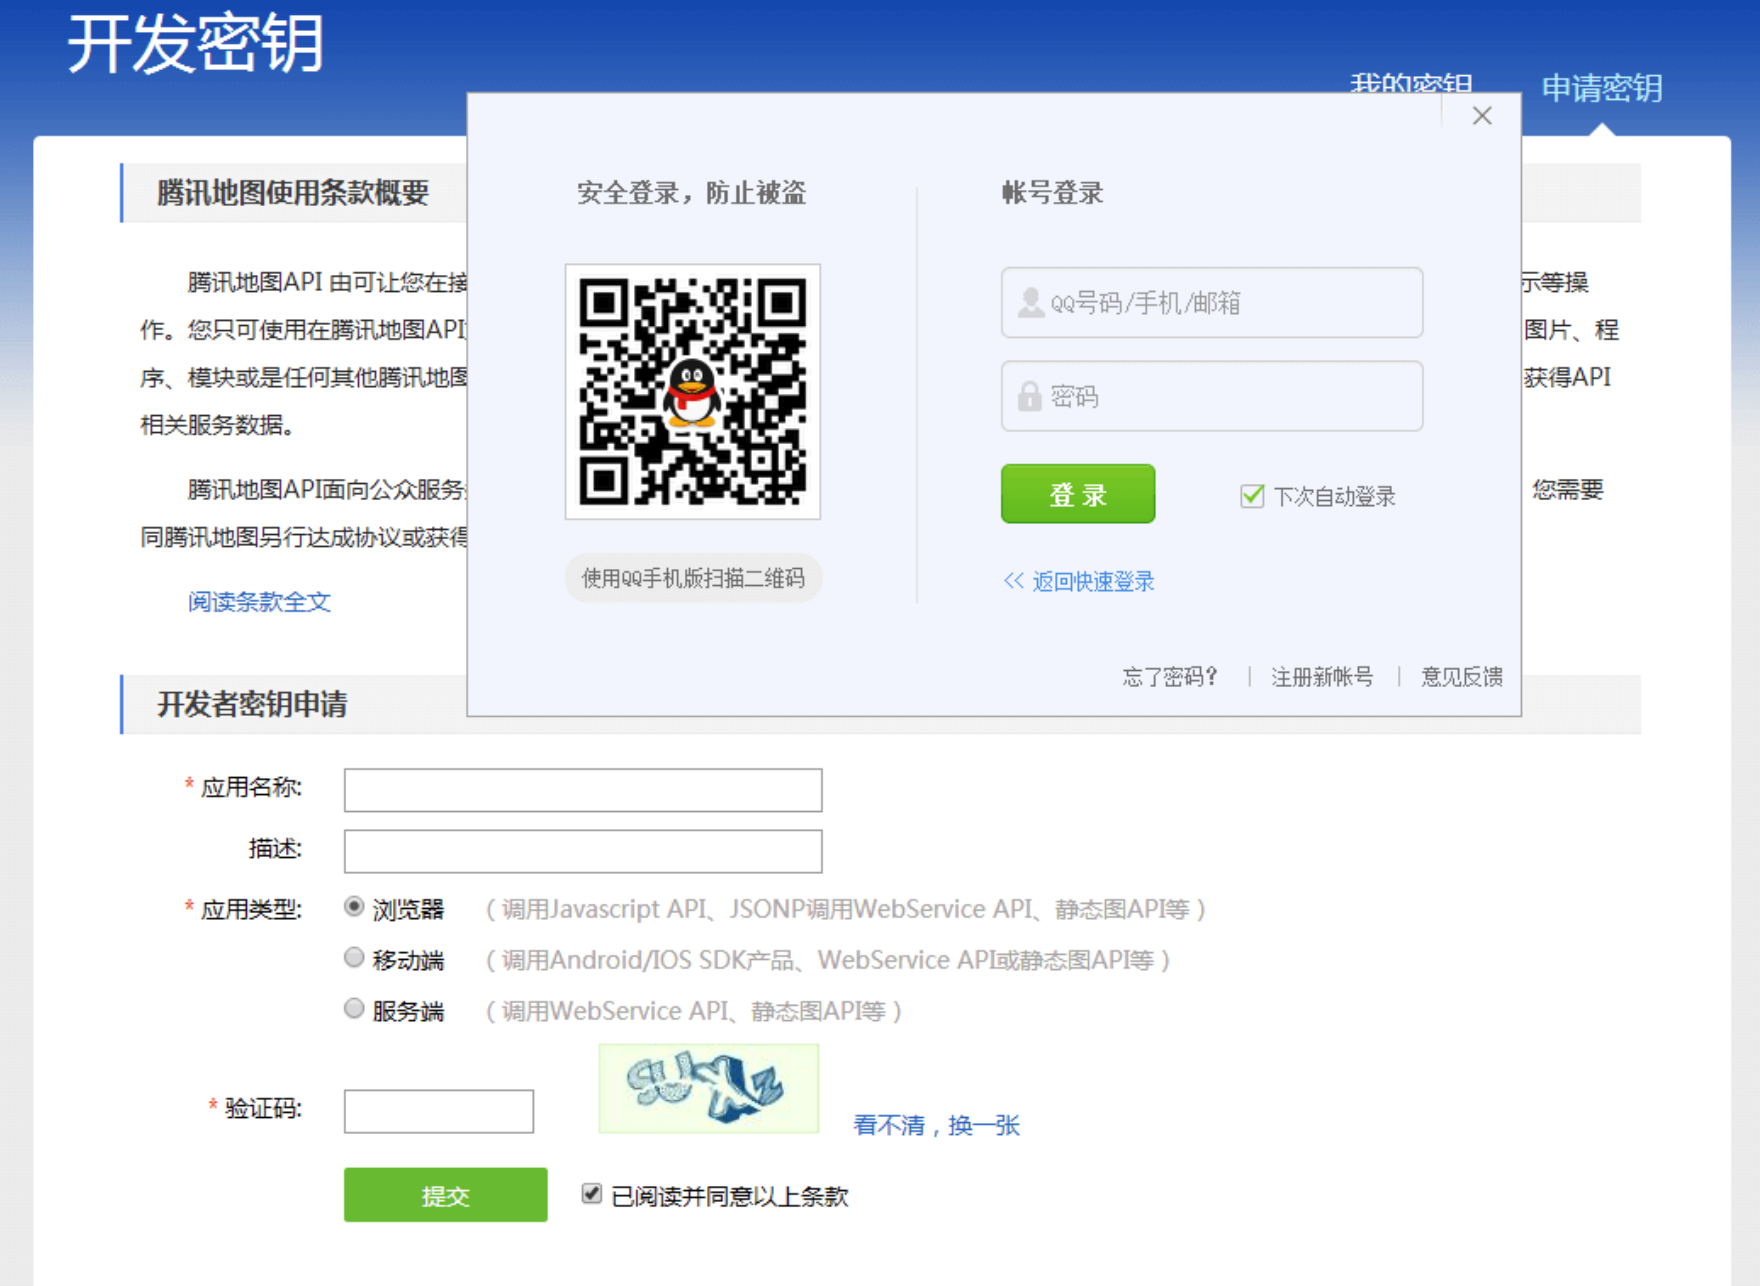 开发密钥
我的密钥
申请密钥
腾讯地图使用条款概要
腾讯地图API 由可让您在接
示等操
作。您只可使用在腾讯地图API
图片、程
序、模块或是任何其他腾讯地图
获得API
相关服务数据。
腾讯地图API面向公众服务
您需要
同腾讯地图另行达成协议或获得
阅读条款全文
安全登录，防止被盗
使用QQ手机版扫描二维码
帐号登录
QQ号码/手机/邮箱
密码
登 录
下次自动登录
<< 返回快速登录
忘了密码？ | 注册新帐号 | 意见反馈
开发者密钥申请
* 应用名称:
描述:
* 应用类型:
浏览器 （调用Javascript API、JSONP调用WebService API、静态图API等）
移动端 （调用Android/IOS SDK产品、WebService API或静态图API等）
服务端 （调用WebService API、静态图API等）
* 验证码:
看不清，换一张
提交
已阅读并同意以上条款